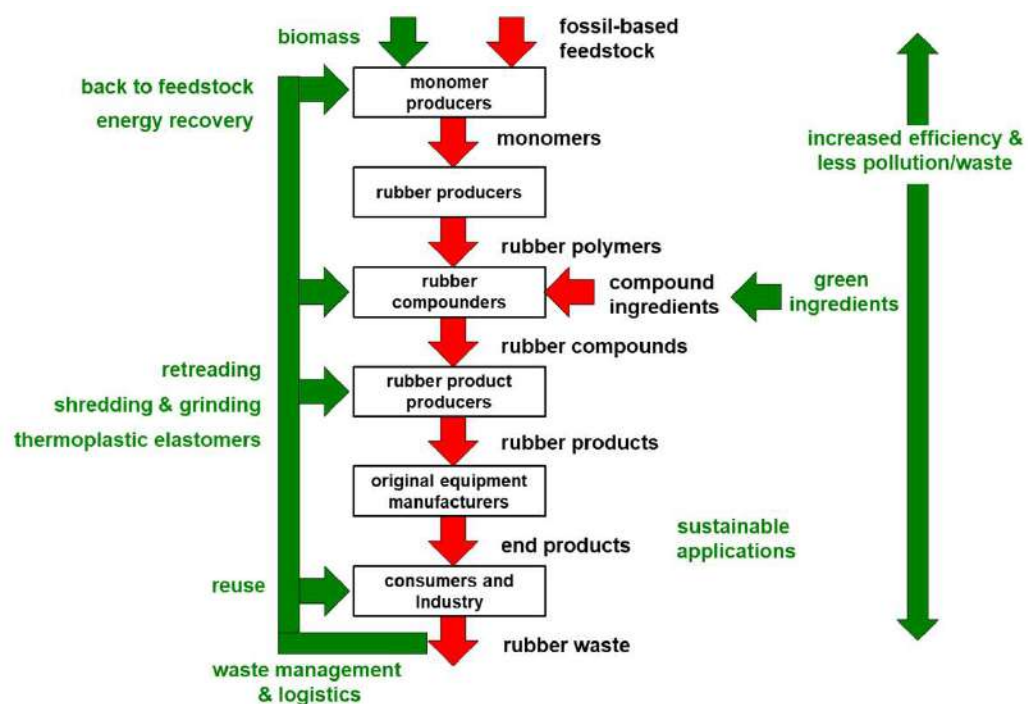 biomass
fossil-based
feedstock
back to feedstock
energy recovery
monomer
producers
monomers
increased efficiency &
less pollution/waste
rubber producers
rubber polymers
rubber
compounders
compound
ingredients
green
ingredients
rubber compounds
retreading
shredding & grinding
thermoplastic elastomers
rubber product
producers
rubber products
original equipment
manufacturers
end products
sustainable
applications
reuse
consumers and
Industry
rubber waste
waste management
& logistics